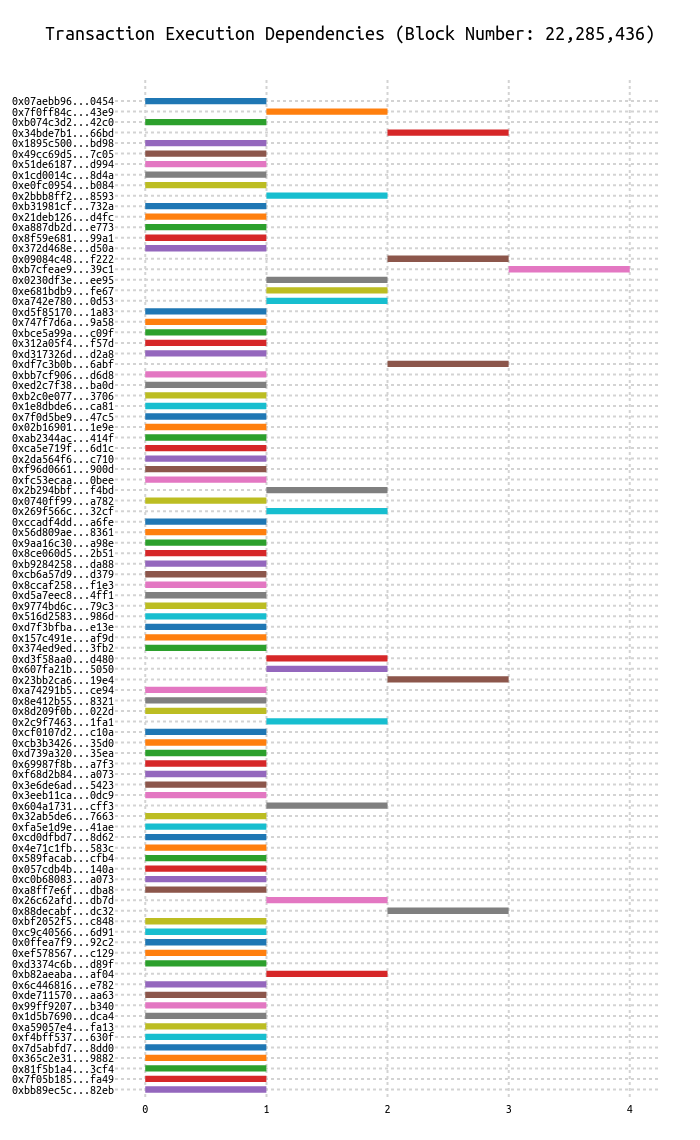 Transaction Execution Dependencies (Block Number: 22,285,436)
0x07aebb96...0454
0x7f0ff84c...43e9
0xb074c3d2...42c0
0x34bde7b1...66bd
0x1895c500...bd98
0x49cc69d5...7c05
0x51de6187...d994
0x1cd0014c...8d4a
0xe0fc0954...b084
0x2bbb8ff2...8593
0xb31981cf...732a
0x21deb126...d4fc
0xa887db2d...e773
0x8f59e681...99a1
0x372d468e...d50a
0x09084c48...f222
0xb7cfeae9...39c1
0x0230df3e...ee95
0xe681bdb9...fe67
0xa742e780...0d53
0xd5f85170...1a83
0x747f7d6a...9a58
0xbce5a99a...c09f
0x312a05f4...f57d
0xd317326d...d2a8
0xdf7c3b0b...6abf
0xbb7cf906...d6d8
0xed2c7f38...ba0d
0xb2c0e077...3706
0x1e8dbde6...ca81
0x7f0d5be9...47c5
0x02b16901...1e9e
0xab2344ac...414f
0xca5e719f...6d1c
0x2da564f6...c710
0xf96d0661...900d
0xfc53ecaa...0bee
0x2b294bbf...f4bd
0x0740ff99...a782
0x269f566c...32cf
0xccadf4dd...a6fe
0x56d809ae...8361
0x9aa16c30...a98e
0x8ce060d5...2b51
0xb9284258...da88
0xcb6a57d9...d379
0x8ccaf258...f1e3
0xd5a7eec8...4ff1
0x9774bd6c...79c3
0x516d2583...986d
0xd7f3bfba...e13e
0x157c491e...af9d
0x374ed9ed...3fb2
0xd3f58aa0...d480
0x607fa21b...5050
0x23bb2ca6...19e4
0xa74291b5...ce94
0x8e412b55...8321
0x8d209f0b...022d
0x2c9f7463...1fa1
0xcf0107d2...c10a
0xcb3b3426...35d0
0xd739a320...35ea
0x69987f8b...a7f3
0xf68d2b84...a073
0x3e6de6ad...5423
0x3eeb11ca...0dc9
0x604a1731...cff3
0x32ab5de6...7663
0xfa5e1d9e...41ae
0xcd0dfbd7...8d62
0x4e71c1fb...583c
0x589facab...cfb4
0x057cdb4b...140a
0xc0b68083...a073
0xa8ff7e6f...dba8
0x26c62afd...db7d
0x88decabf...dc32
0xbf2052f5...c848
0xc9c40566...6d91
0x0ffea7f9...92c2
0xef578567...c129
0xd3374c6b...d89f
0xb82aeaba...af04
0x6c446816...e782
0xde711570...aa63
0x99ff9207...b340
0x1d5b7690...dca4
0xa59057e4...fa13
0xf4bff537...630f
0x7d5abfd7...8dd0
0x365c2e31...9882
0x81f5b1a4...3cf4
0x7f05b185...fa49
0xbb89ec5c...82eb
0 1 2 3 4